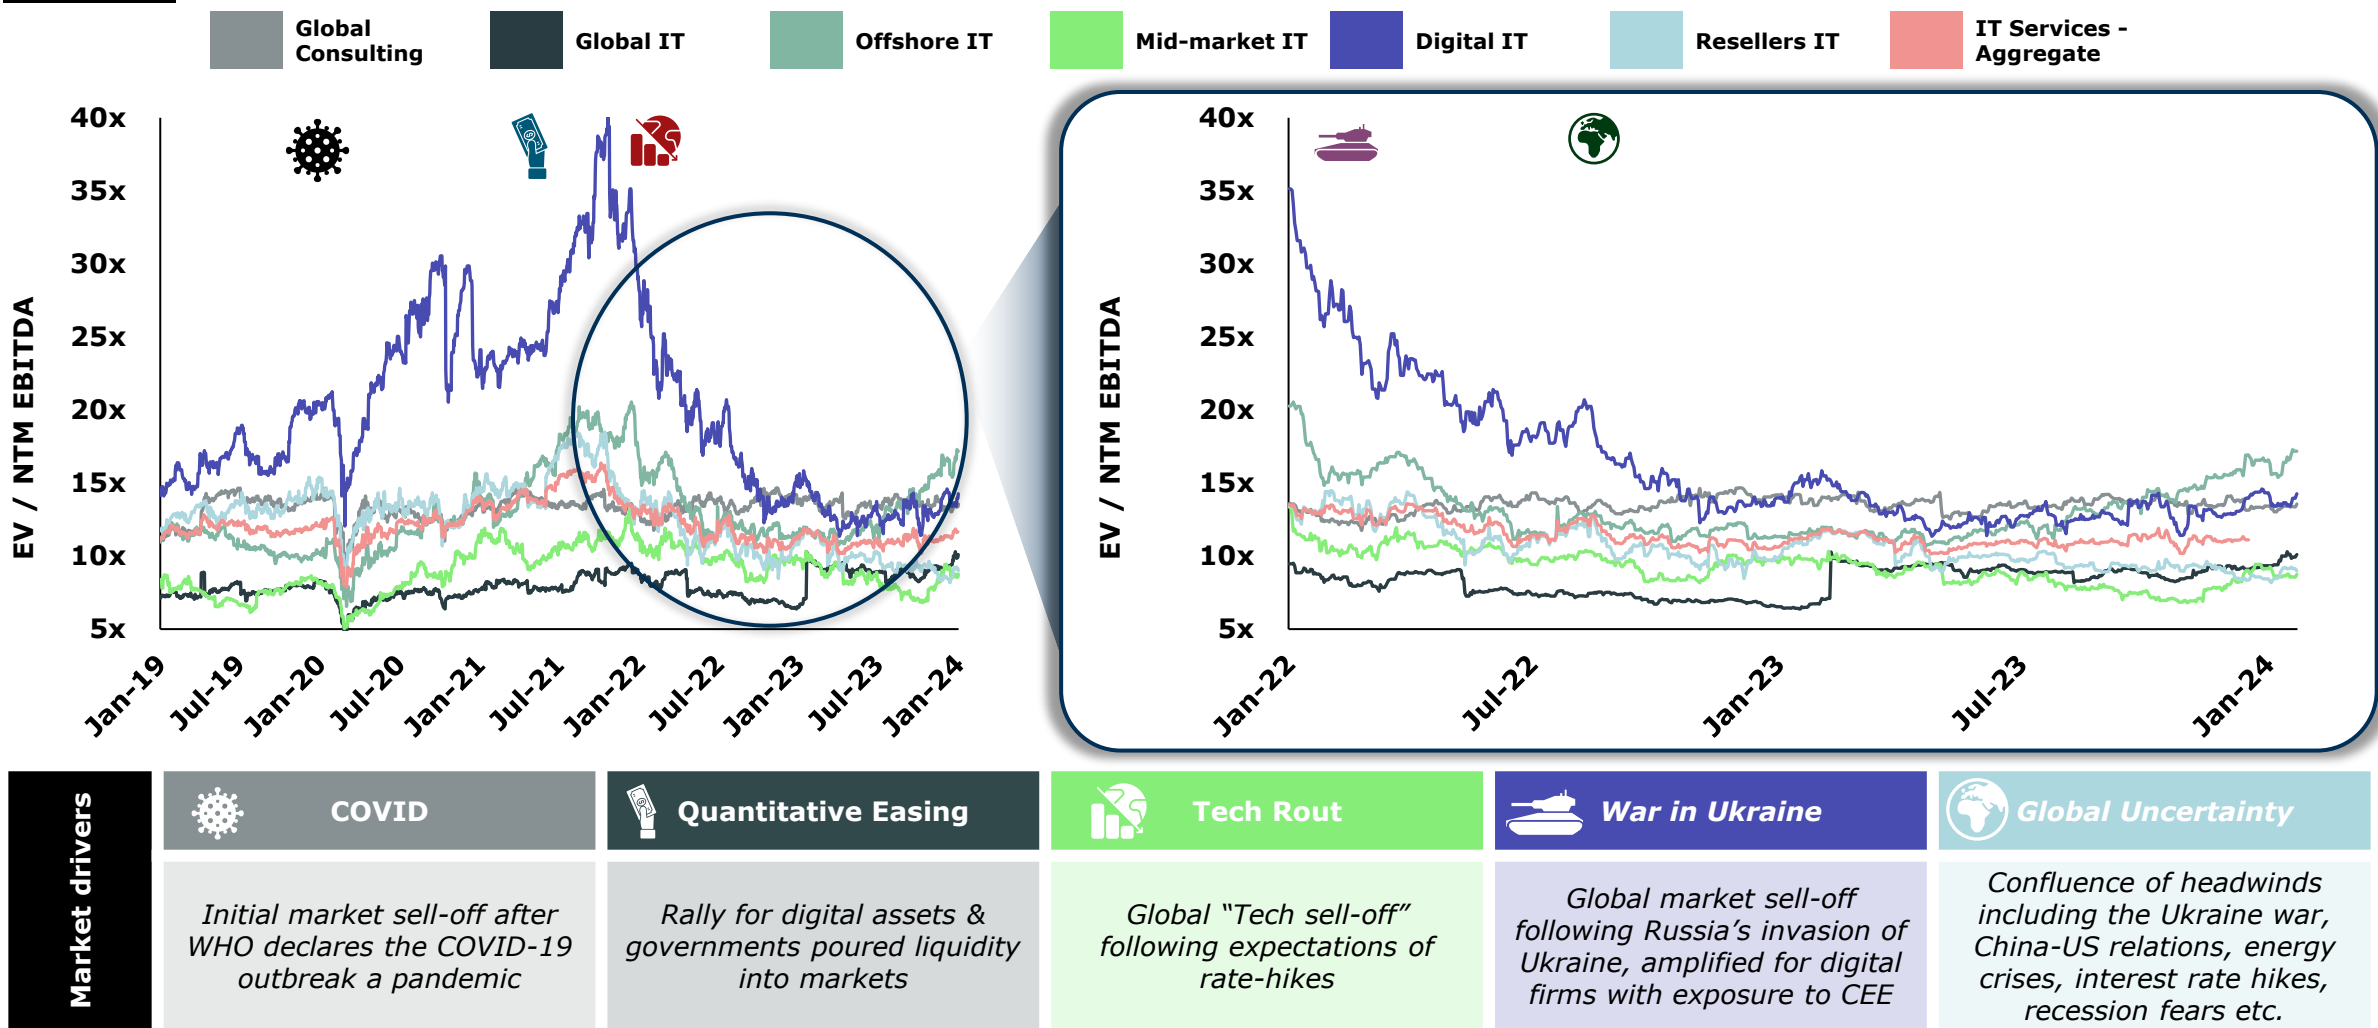 Global
Consulting
Global IT
Offshore IT
Mid-market IT
Digital IT
Resellers IT
IT Services -
Aggregate
EV / NTM EBITDA
40x
35x
30x
25x
20x
15x
10x
5x
Jan-19
Jul-19
Jan-20
Jul-20
Jan-21
Jul-21
Jan-22
Jul-22
Jan-23
Jul-23
Jan-24
EV / NTM EBITDA
40x
35x
30x
25x
20x
15x
10x
5x
Jan-22
Jul-22
Jan-23
Jul-23
Jan-24
Market drivers
COVID
Initial market sell-off after
WHO declares the COVID-19
outbreak a pandemic
Quantitative Easing
Rally for digital assets &
governments poured liquidity
into markets
Tech Rout
Global “Tech sell-off”
following expectations of
rate-hikes
War in Ukraine
Global market sell-off
following Russia’s invasion of
Ukraine, amplified for digital
firms with exposure to CEE
Global Uncertainty
Confluence of headwinds
including the Ukraine war,
China-US relations, energy
crises, interest rate hikes,
recession fears etc.